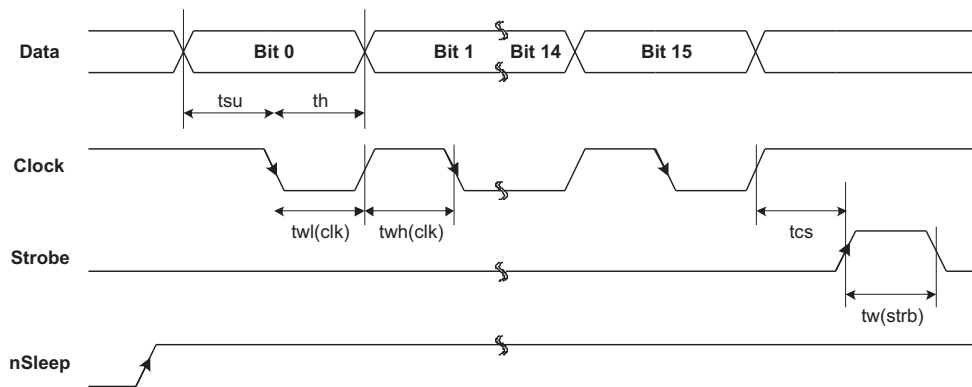 Data Bit 0 Bit 1 Bit 14 Bit 15
tsu th
Clock
twl(clk) twh(clk) tcs
Strobe
tw(strb)
nSleep